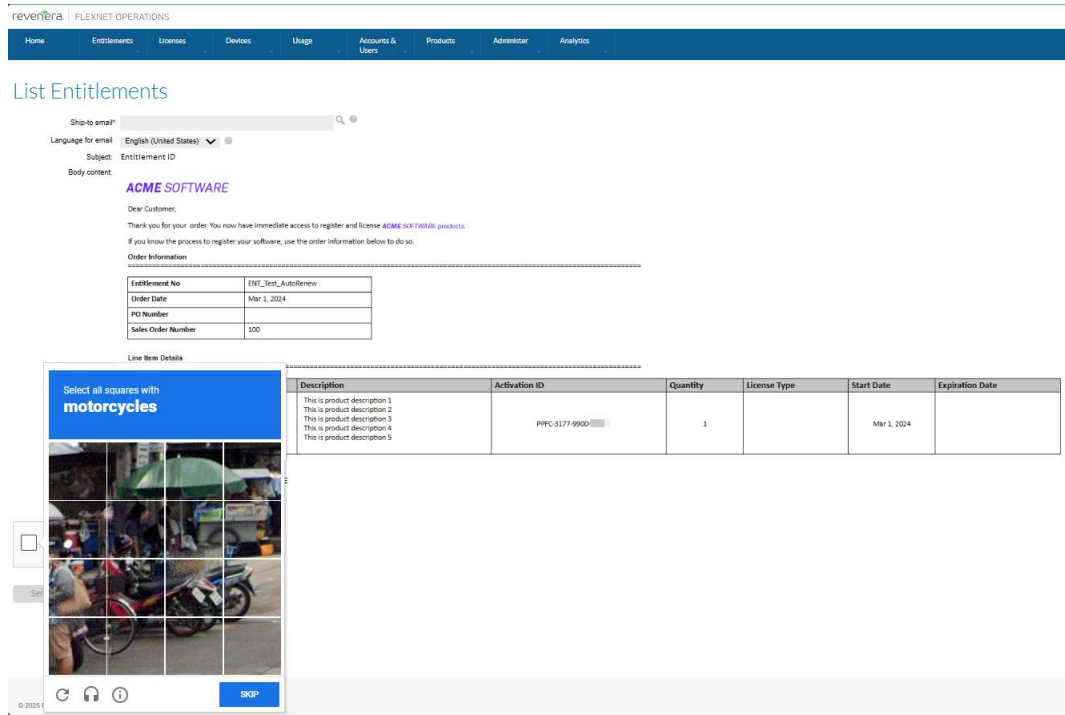 revenera. FLEXNET OPERATIONS
Home Entitlements Licenses Devices Usage Accounts & Users Products Administer Analytics
List Entitlements
Ship-to email*
Language for email English (United States)
Subject: Entitlement ID
Body content:
ACME SOFTWARE
Dear Customer,
Thank you for your order. You now have immediate access to register and license ACME SOFTWARE products.
If you know the process to register your software, use the order information below to do so.
Order Information
Entitlement No ENT_Test_AutoRenew
Order Date Mar 1, 2024
PO Number
Sales Order Number 100
Line Item Details
Description Activation ID Quantity License Type Start Date Expiration Date
This is product description 1
This is product description 2
This is product description 3
This is product description 4
This is product description 5
PPFC-3177-990D- 1 Mar 1, 2024
Select all squares with
motorcycles
SKIP
© 2025